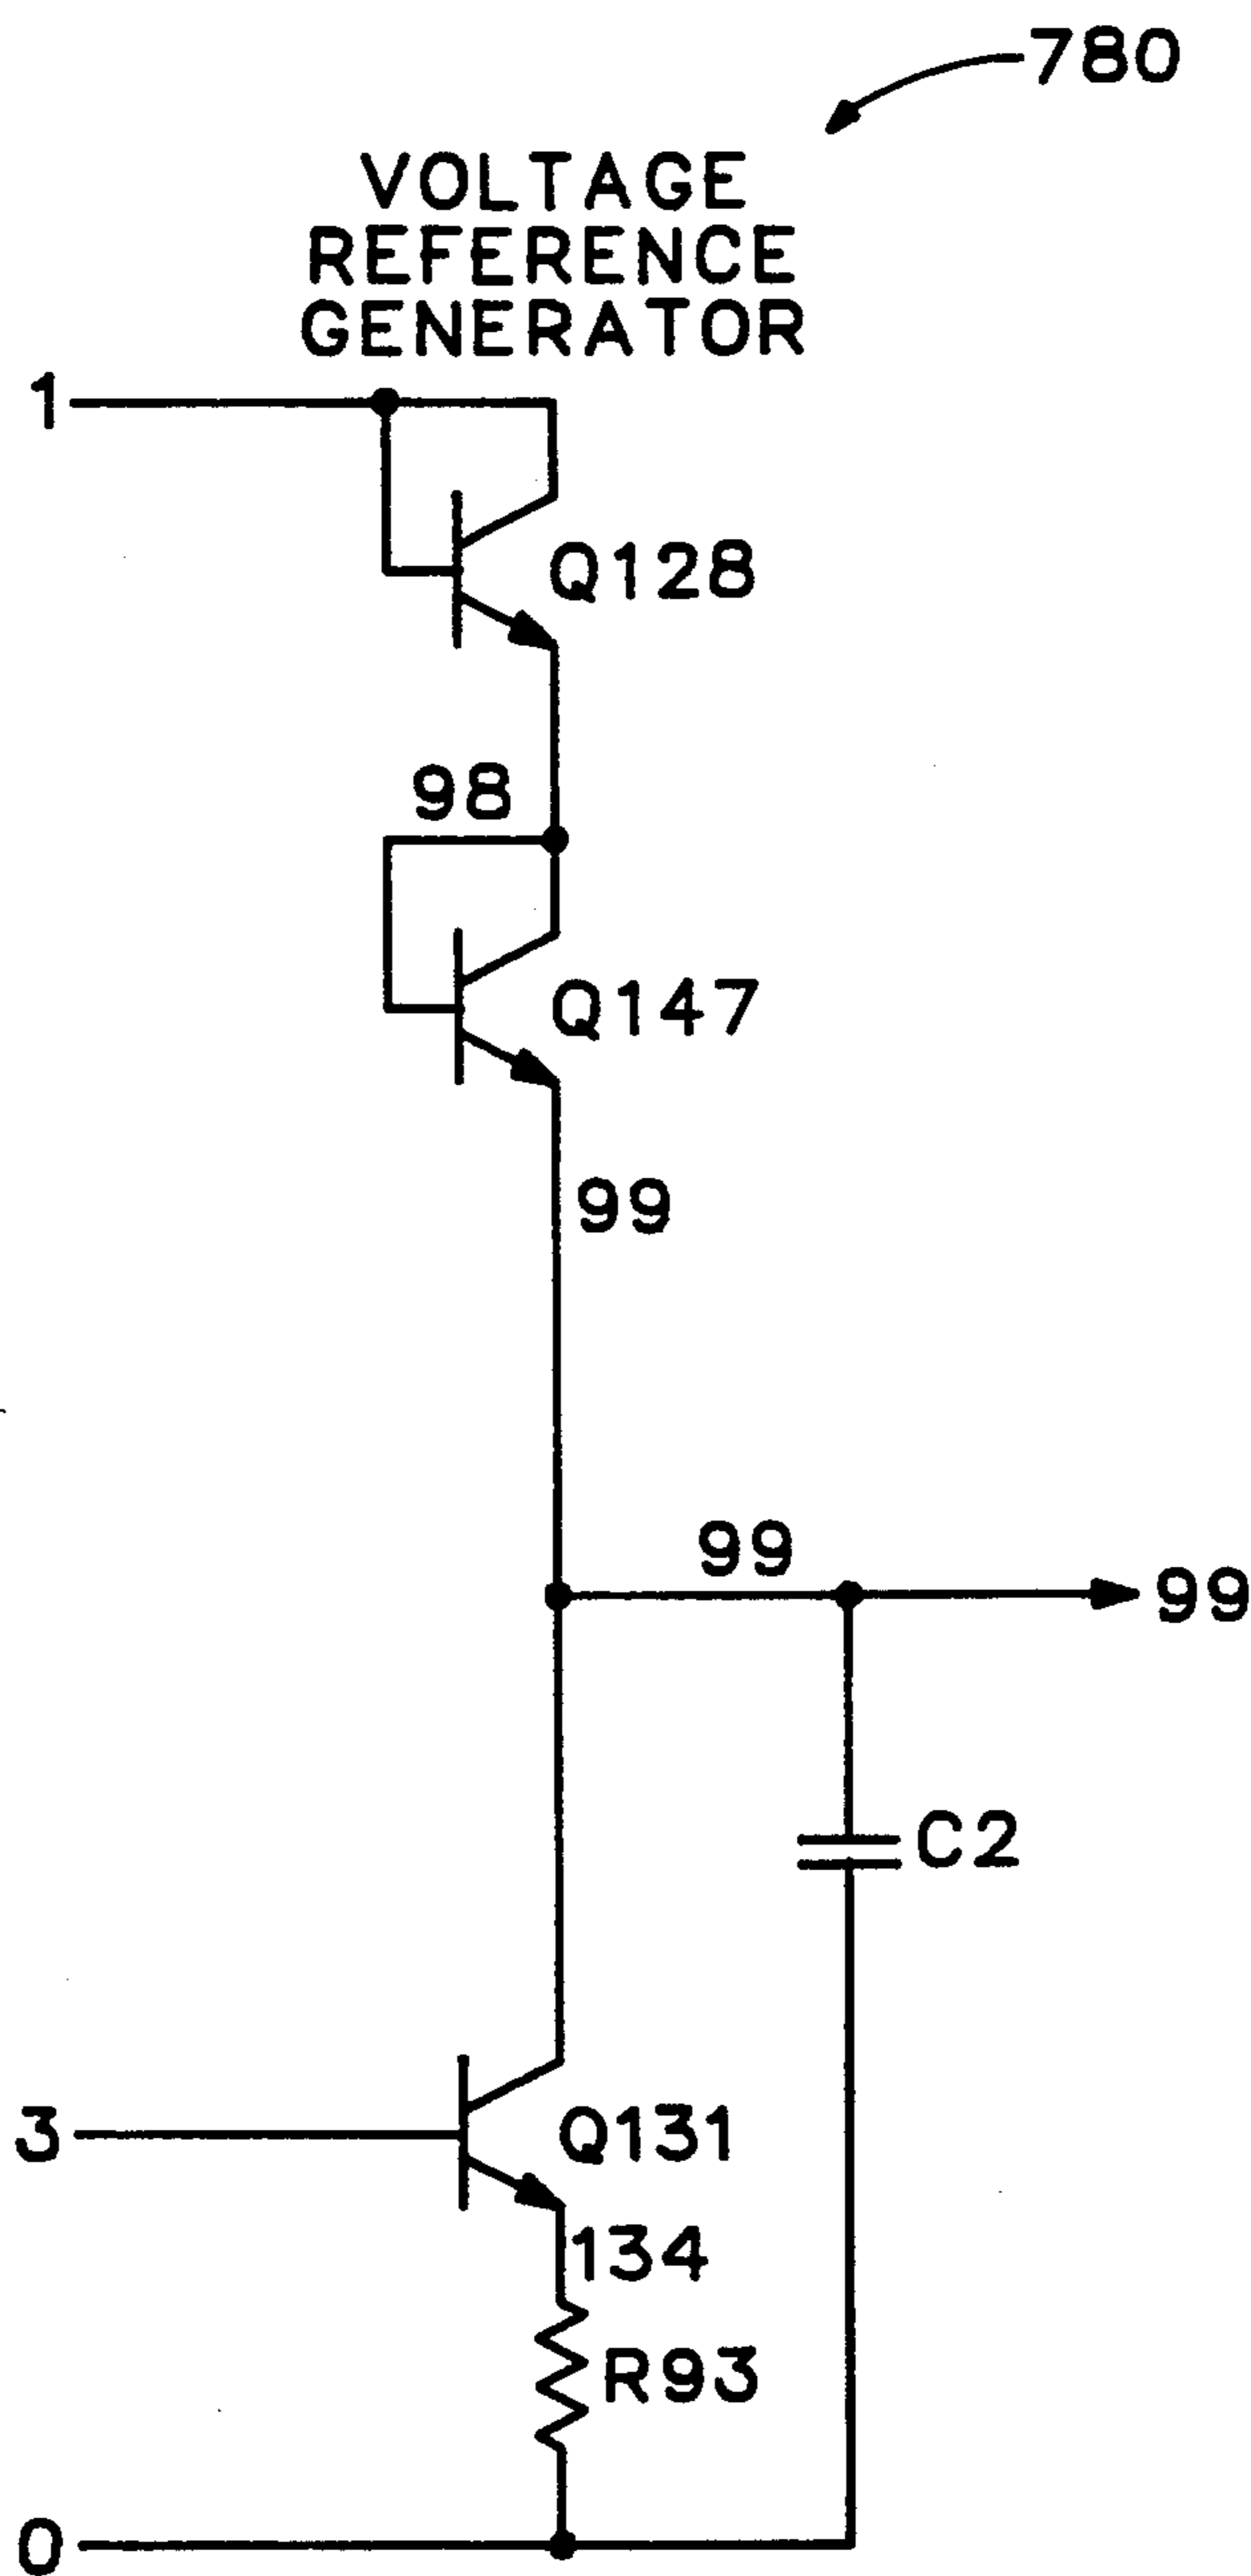 780
VOLTAGE
REFERENCE
GENERATOR
1
Q128
98
Q147
99
99
99
C2
3
Q131
134
R93
0